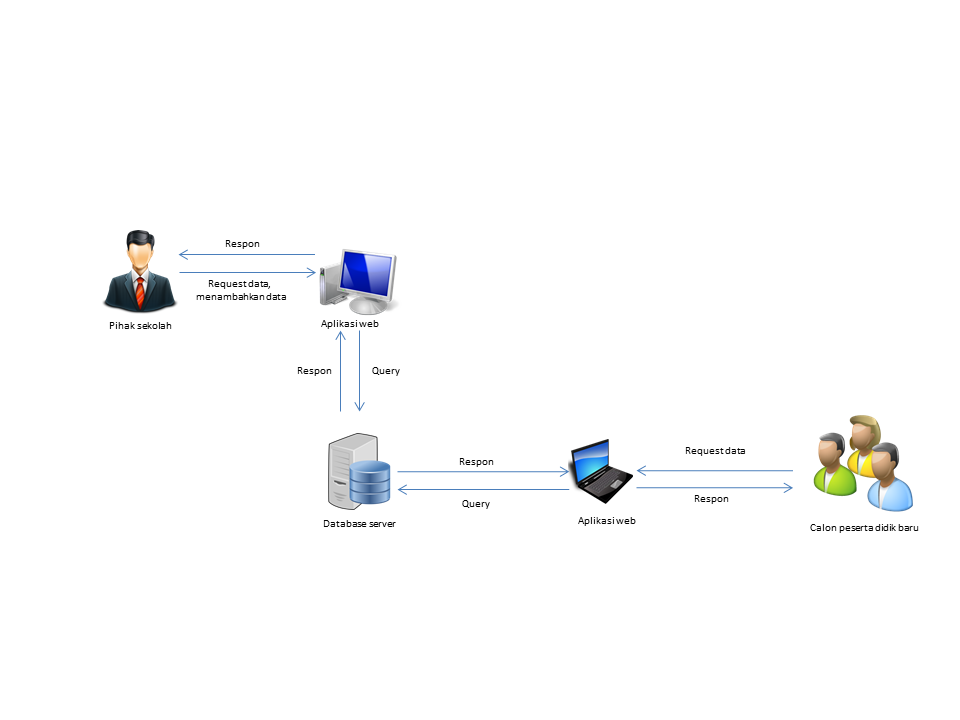 Respon
Request data,
menambahkan data
Pihak sekolah
Aplikasi web
Respon
Query
Respon
Query
Database server
Aplikasi web
Request data
Respon
Calon peserta didik baru